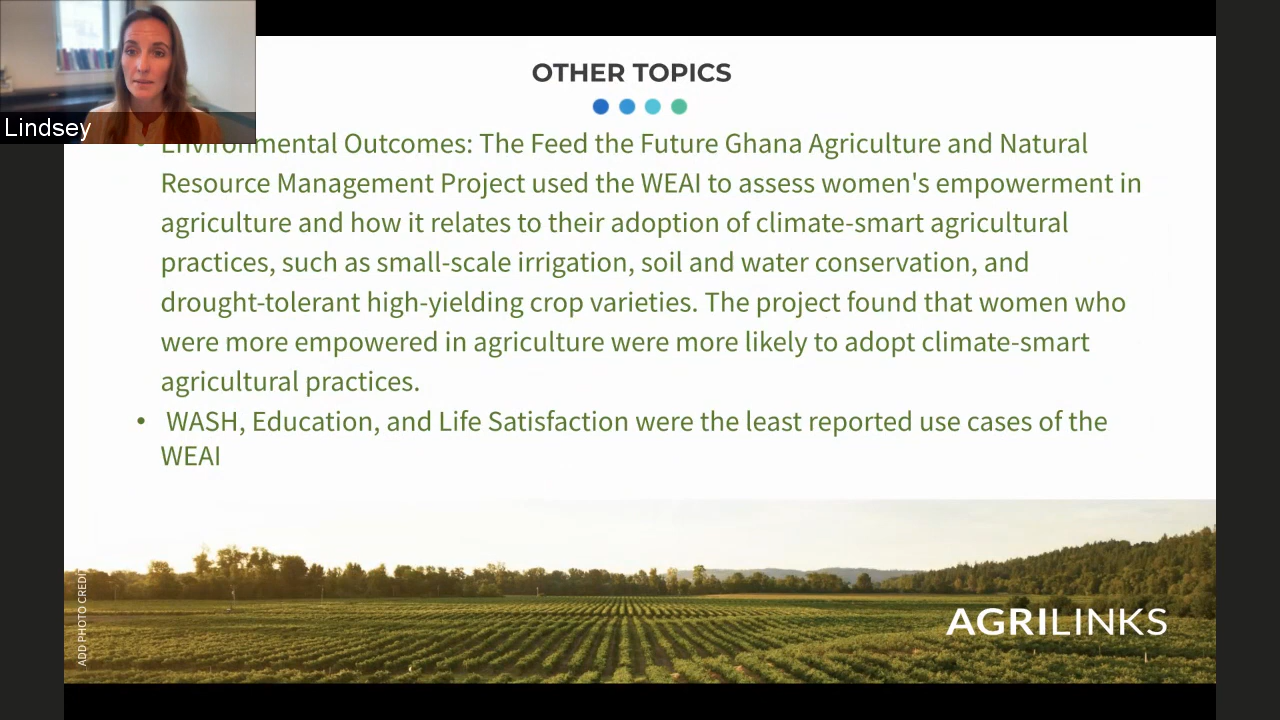 Lindsey
OTHER TOPICS
• Environmental Outcomes: The Feed the Future Ghana Agriculture and Natural
Resource Management Project used the WEAI to assess women's empowerment in
agriculture and how it relates to their adoption of climate-smart agricultural
practices, such as small-scale irrigation, soil and water conservation, and
drought-tolerant high-yielding crop varieties. The project found that women who
were more empowered in agriculture were more likely to adopt climate-smart
agricultural practices.
• WASH, Education, and Life Satisfaction were the least reported use cases of the
WEAI
ADD PHOTO CREDIT
AGRILINKS